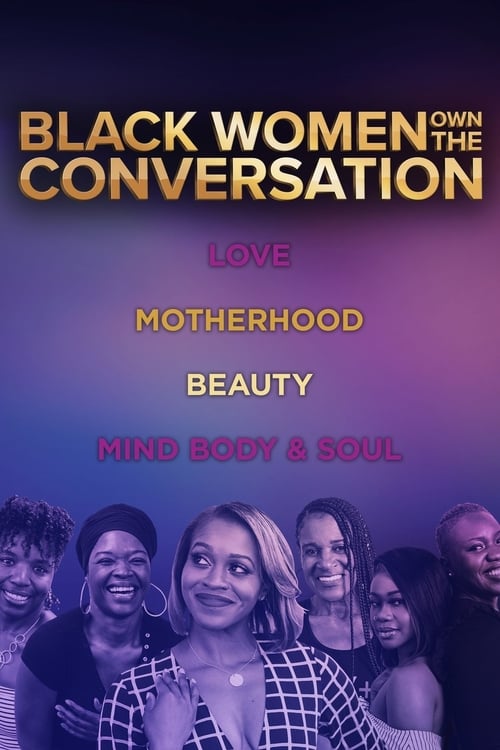 BLACK WOMEN OWN THE
CONVERSATION
LOVE
MOTHERHOOD
BEAUTY
MIND BODY & SOUL